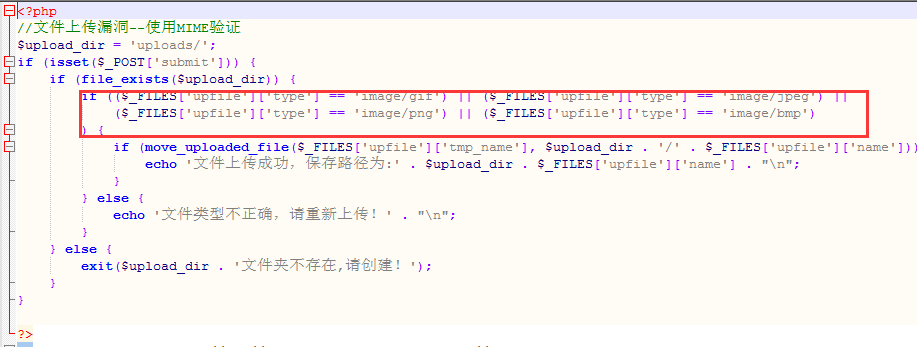 <?php
//文件上传漏洞--使用MIME验证
$upload_dir = 'uploads/';
if (isset($_POST['submit'])) {
if (file_exists($upload_dir)) {
if (($_FILES['upfile']['type'] == 'image/gif') || ($_FILES['upfile']['type'] == 'image/jpeg') ||
($_FILES['upfile']['type'] == 'image/png') || ($_FILES['upfile']['type'] == 'image/bmp')
) {
if (move_uploaded_file($_FILES['upfile']['tmp_name'], $upload_dir . '/' . $_FILES['upfile']['name']))
echo '文件上传成功，保存路径为:' . $upload_dir . $_FILES['upfile']['name'] . "\n";
}
} else {
echo '文件类型不正确，请重新上传！' . "\n";
}
} else {
exit($upload_dir . '文件夹不存在,请创建！');
}
}
?>